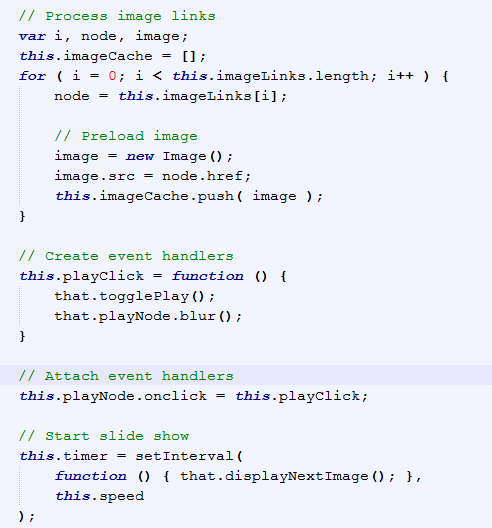 // Process image links
var i, node, image;
this.imageCache = [];
for ( i = 0; i < this.imageLinks.length; i++ ) {
    node = this.imageLinks[i];

    // Preload image
    image = new Image();
    image.src = node.href;
    this.imageCache.push( image );
}

// Create event handlers
this.playClick = function () {
    that.togglePlay();
    that.playNode.blur();
}

// Attach event handlers
this.playNode.onclick = this.playClick;

// Start slide show
this.timer = setInterval(
    function () { that.displayNextImage(); },
    this.speed
);